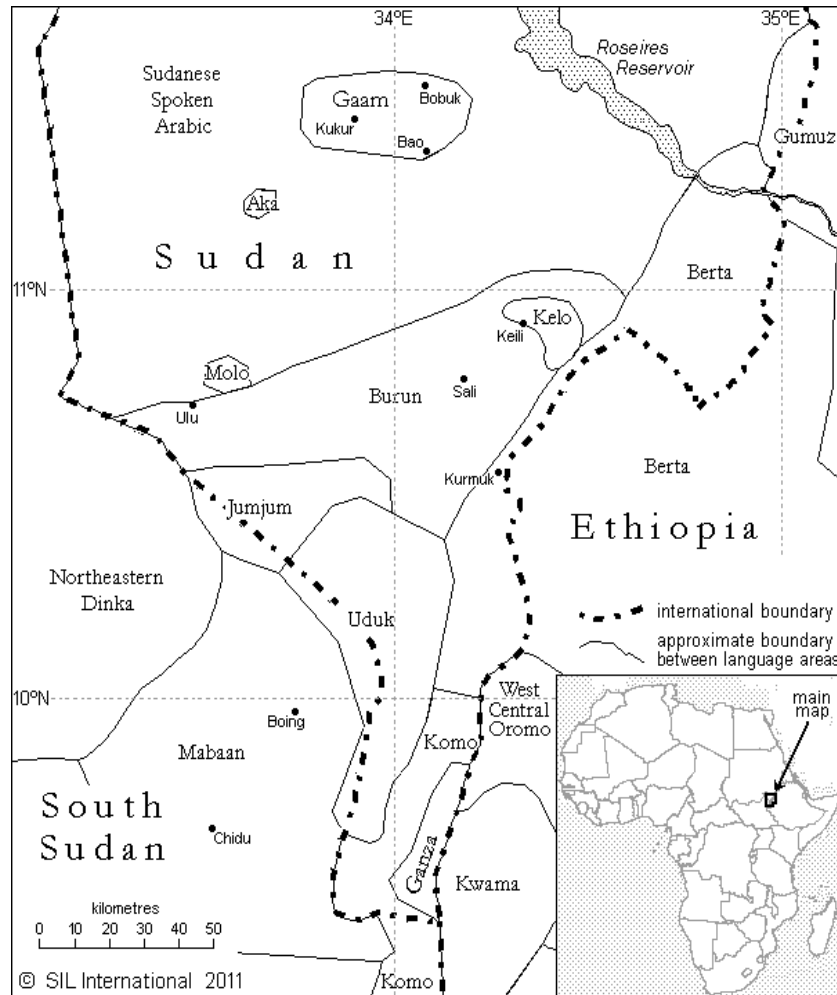 34ºE
35ºE
Roseires
Reservoir
Sudanese
Spoken
Arabic
Gaam
Bobuk
Kukur
Bao
Gumuz
Aka
Sudan
Berta
11ºN
Kelo
Keili
Molo
Burun
Sali
Ulu
Kurmuk
Berta
Jumjum
Ethiopia
Northeastern
Dinka
international boundary
Uduk
approximate boundary
between language areas
10ºN
West
Central
Oromo
main
map
Boing
Komo
Mabaan
South
Sudan
Chidu
Ganza
Kwama
kilometres
0 10 20 30 40 50
© SIL International 2011
Komo